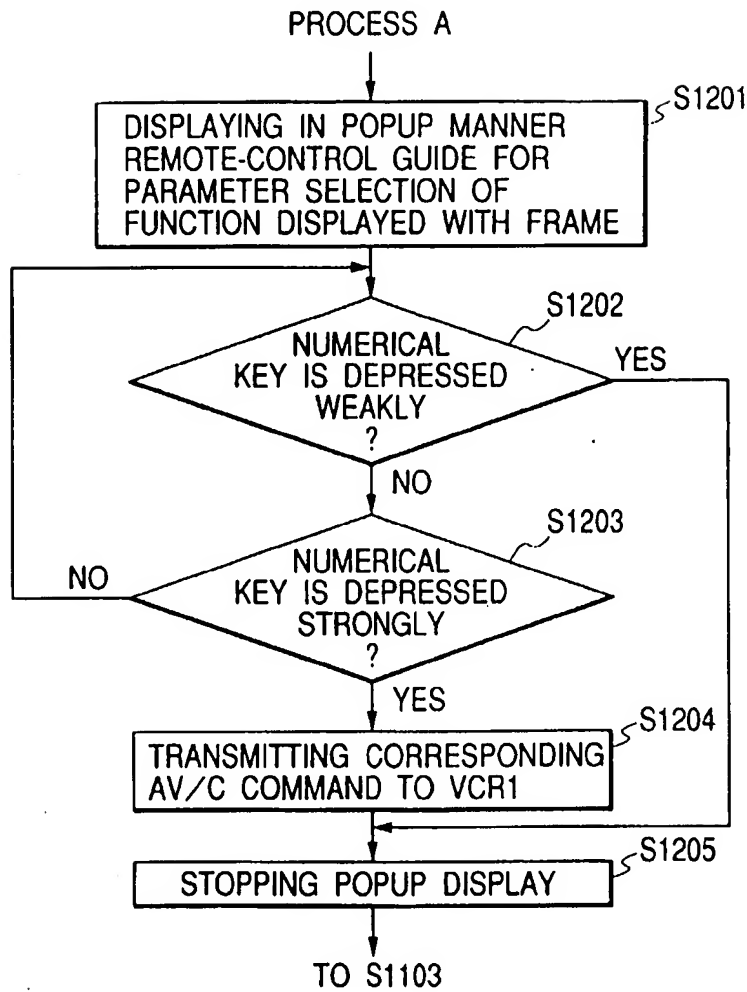 PROCESS A
S1201
DISPLAYING IN POPUP MANNER
REMOTE-CONTROL GUIDE FOR
PARAMETER SELECTION OF
FUNCTION DISPLAYED WITH FRAME
S1202
NUMERICAL
KEY IS DEPRESSED
WEAKLY
?
YES
NO
S1203
NUMERICAL
KEY IS DEPRESSED
STRONGLY
?
NO
YES
S1204
TRANSMITTING CORRESPONDING
AV/C COMMAND TO VCR1
S1205
STOPPING POPUP DISPLAY
TO S1103